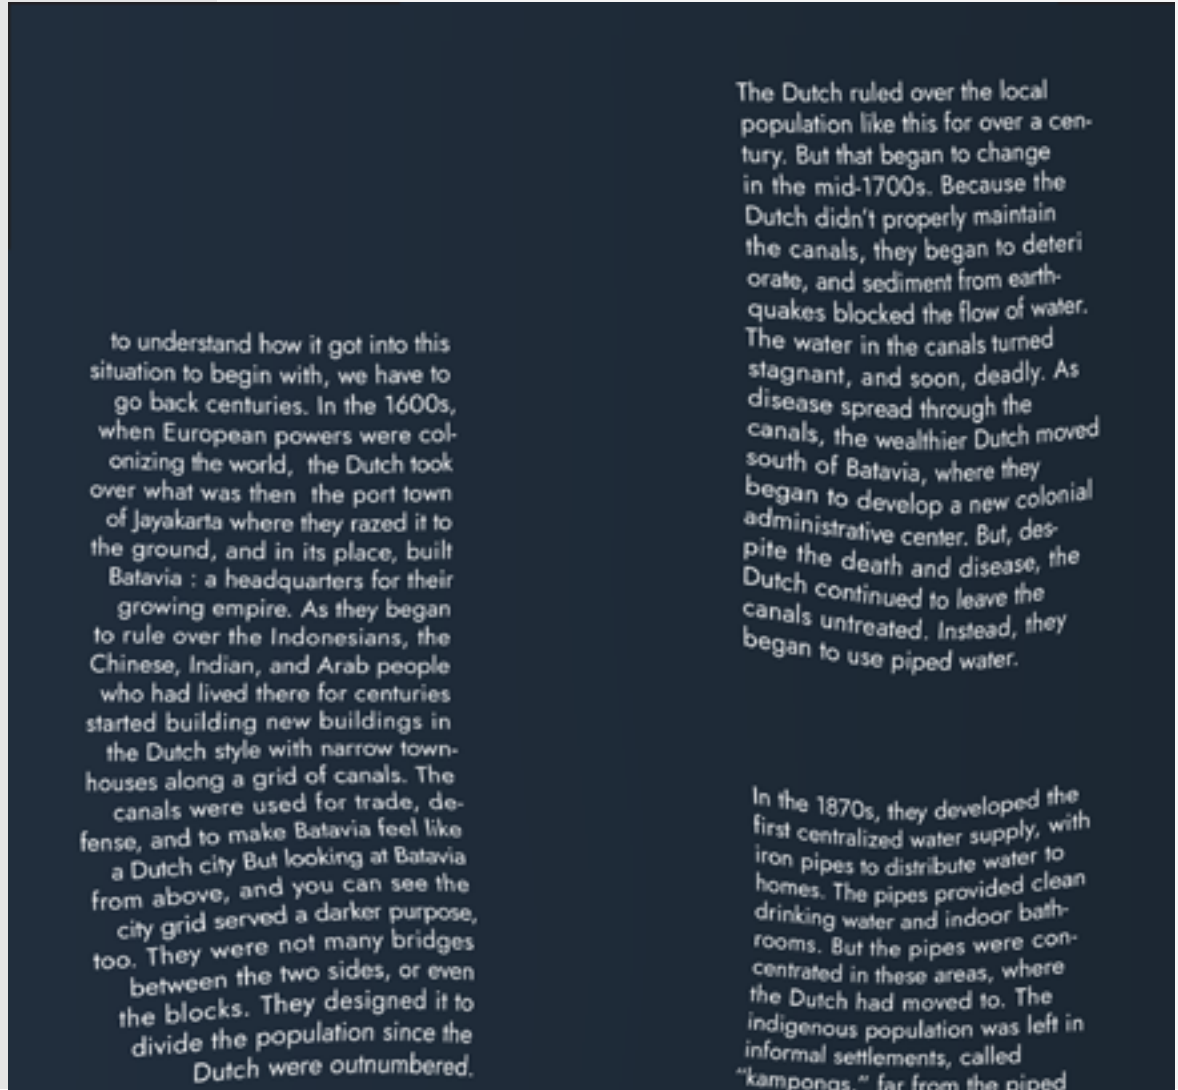 to understand how it got into this
situation to begin with, we have to
go back centuries. In the 1600s,
when European powers were col-
onizing the world, the Dutch took
over what was then the port town
of Jayakarta where they razed it to
the ground, and in its place, built
Batavia : a headquarters for their
growing empire. As they began
to rule over the Indonesians, the
Chinese, Indian, and Arab people
who had lived there for centuries
started building new buildings in
the Dutch style with narrow town-
houses along a grid of canals. The
canals were used for trade, de-
fense, and to make Batavia feel like
a Dutch city But looking at Batavia
from above, and you can see the
city grid served a darker purpose,
too. They were not many bridges
between the two sides, or even
the blocks. They designed it to
divide the population since the
Dutch were outnumbered.
The Dutch ruled over the local
population like this for over a cen-
tury. But that began to change
in the mid-1700s. Because the
Dutch didn't properly maintain
the canals, they began to deteri
orate, and sediment from earth-
quakes blocked the flow of water.
The water in the canals turned
stagnant, and soon, deadly. As
disease spread through the
canals, the wealthier Dutch moved
south of Batavia, where they
began to develop a new colonial
administrative center. But, des-
pite the death and disease, the
Dutch continued to leave the
canals untreated. Instead, they
began to use piped water.
In the 1870s, they developed the
first centralized water supply, with
iron pipes to distribute water to
homes. The pipes provided clean
drinking water and indoor bath-
rooms. But the pipes were con-
centrated in these areas, where
the Dutch had moved to. The
indigenous population was left in
informal settlements, called
“kampongs,” far from the piped